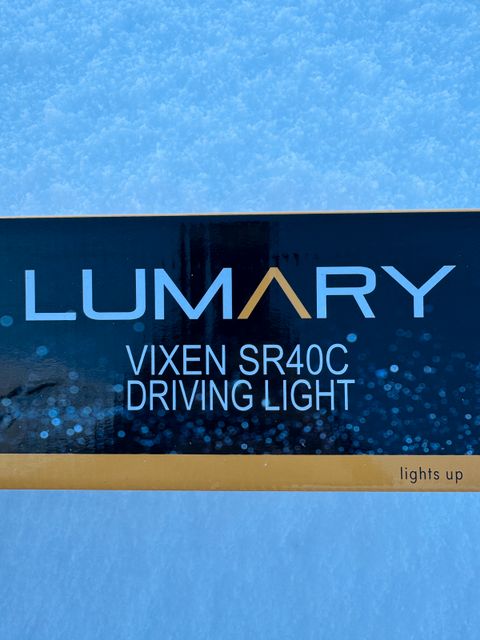 LUMARY
VIXEN SR40C
DRIVING LIGHT
lights up